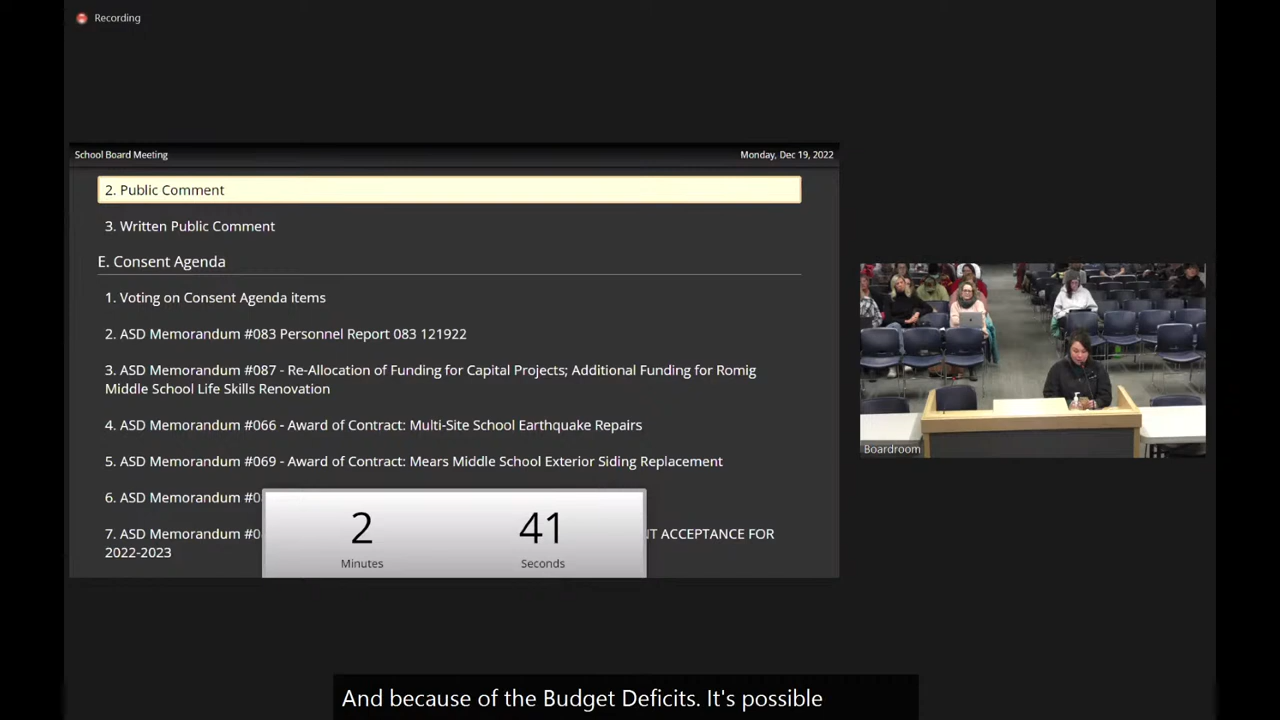 Recording
School Board Meeting
Monday, Dec 19, 2022
2. Public Comment
3. Written Public Comment
E. Consent Agenda
1. Voting on Consent Agenda items
2. ASD Memorandum #083 Personnel Report 083 121922
3. ASD Memorandum #087 - Re-Allocation of Funding for Capital Projects; Additional Funding for Romig
Middle School Life Skills Renovation
4. ASD Memorandum #066 - Award of Contract: Multi-Site School Earthquake Repairs
5. ASD Memorandum #069 - Award of Contract: Mears Middle School Exterior Siding Replacement
6. ASD Memorandum
7. ASD Memorandum ACCEPTANCE FOR
2022-2023
2 41
Minutes Seconds
Boardroom
And because of the Budget Deficits. It's possible